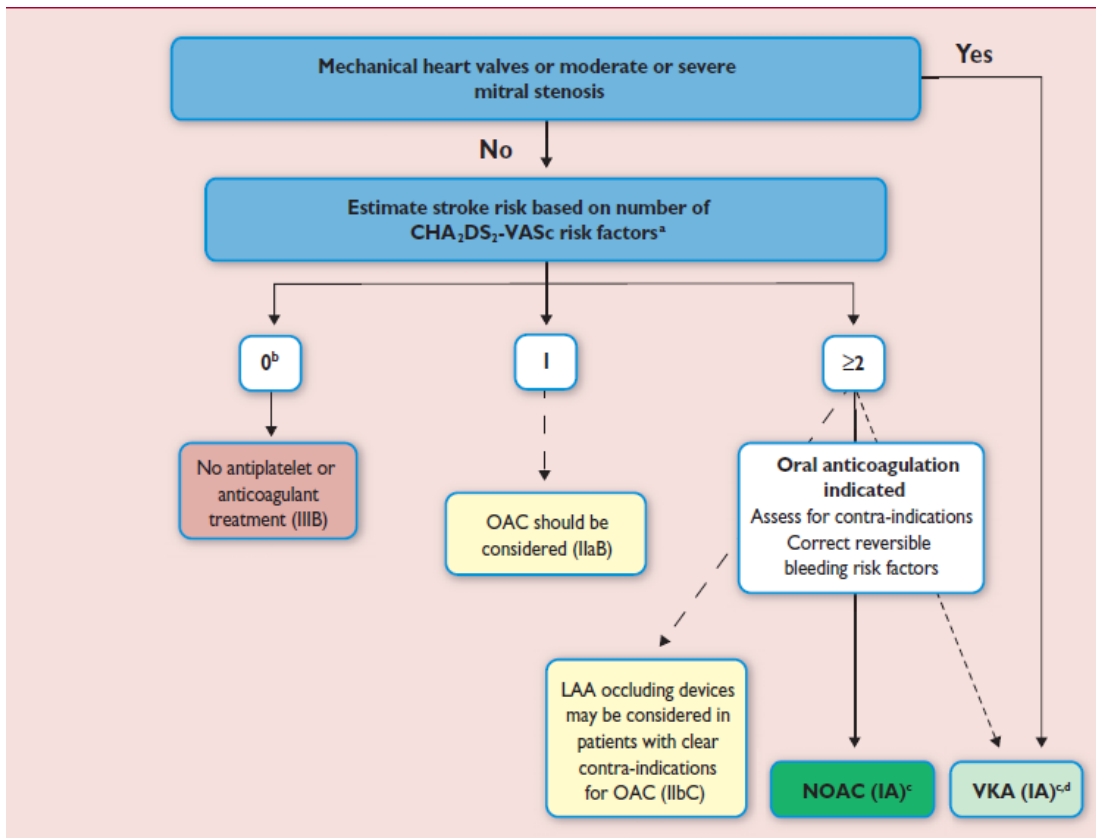 Mechanical heart valves or moderate or severe
mitral stenosis
Yes
No
Estimate stroke risk based on number of
CHA₂DS₂-VASc risk factorsᵃ
0ᵇ
1
≥2
No antiplatelet or
anticoagulant
treatment (IIIB)
OAC should be
considered (IIaB)
Oral anticoagulation
indicated
Assess for contra-indications
Correct reversible
bleeding risk factors
LAA occluding devices
may be considered in
patients with clear
contra-indications
for OAC (IIbC)
NOAC (IA)ᶜ
VKA (IA)ᶜ,ᵈ